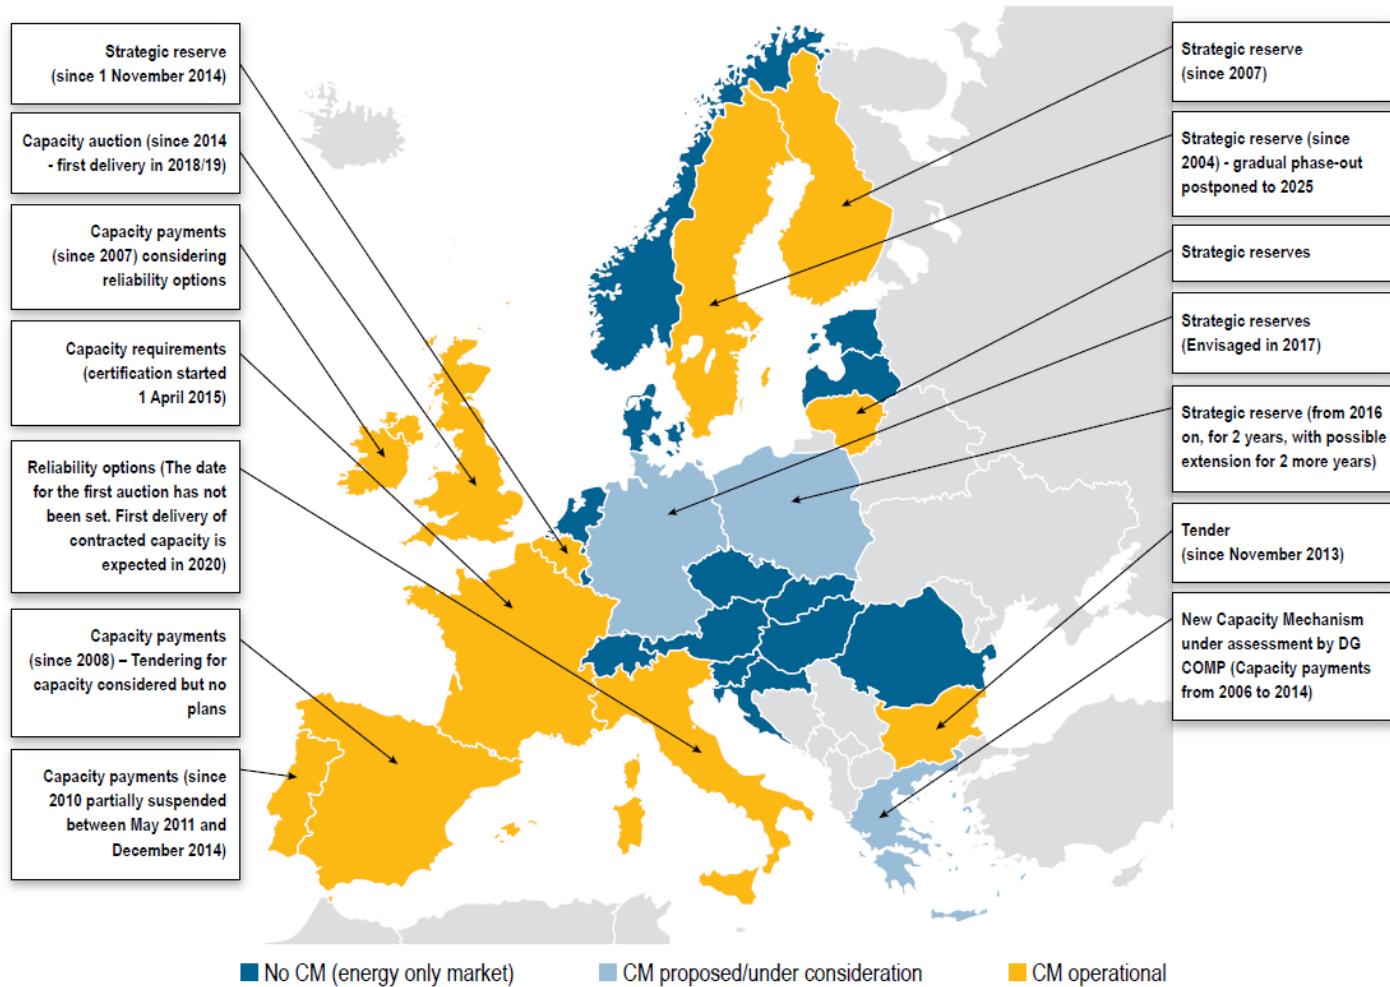 Strategic reserve
(since 1 November 2014)
Capacity auction (since 2014
- first delivery in 2018/19)
Capacity payments
(since 2007) considering
reliability options
Capacity requirements
(certification started
1 April 2015)
Reliability options (The date
for the first auction has not
been set. First delivery of
contracted capacity is
expected in 2020)
Capacity payments
(since 2008) – Tendering for
capacity considered but no
plans
Capacity payments (since
2010 partially suspended
between May 2011 and
December 2014)
Strategic reserve
(since 2007)
Strategic reserve (since
2004) - gradual phase-out
postponed to 2025
Strategic reserves
Strategic reserves
(Envisaged in 2017)
Strategic reserve (from 2016
on, for 2 years, with possible
extension for 2 more years)
Tender
(since November 2013)
New Capacity Mechanism
under assessment by DG
COMP (Capacity payments
from 2006 to 2014)
No CM (energy only market)
CM proposed/under consideration
CM operational